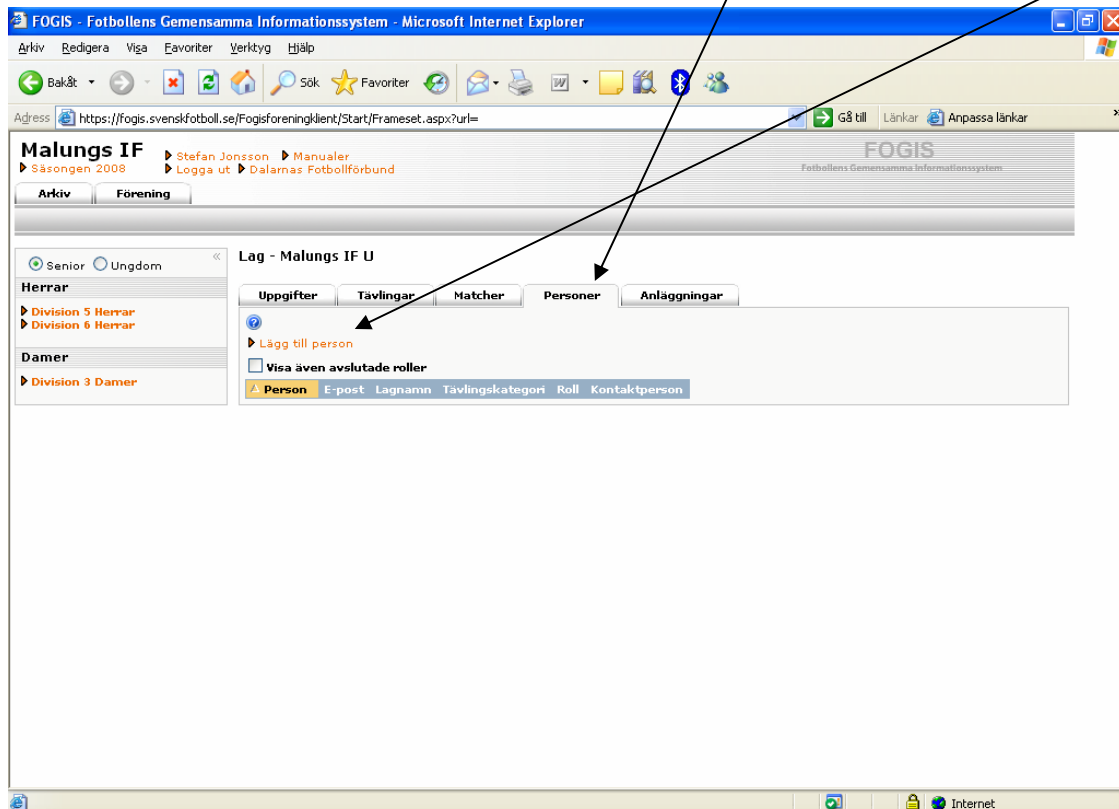 FOGIS - Fotbollens Gemensamma Informationssystem - Microsoft Internet Explorer
Arkiv Redigera Visa Favoriter Verktyg Hjälp
Bakåt Sök Favoriter
Adress https://fogis.svenskfotboll.se/Fogisforeningklient/Start/Frameset.aspx?url= Gå till Länkar Anpassa länkar »
Malungs IF Stefan Jonsson Manualer FOGIS
Säsongen 2008 Logga ut Dalarnas Fotbollförbund Fotbollens Gemensamma Informationssystem
Arkiv Förening
Senior Ungdom «
Herrar
Division 5 Herrar
Division 6 Herrar
Damer
Division 3 Damer
Lag - Malungs IF U
Uppgifter Tävlingar Matcher Personer Anläggningar
?
Lägg till person
Visa även avslutade roller
Person E-post Lagnamn Tävlingskategori Roll Kontaktperson
Internet